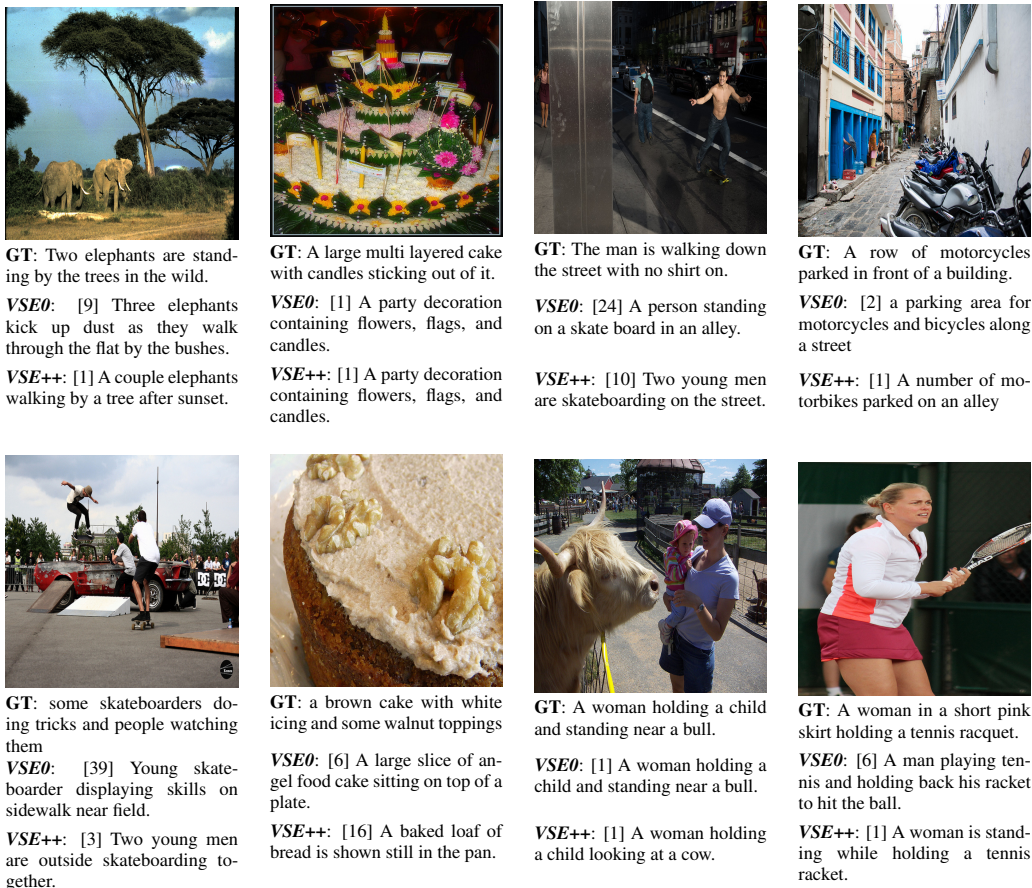 GT: Two elephants are stand-
ing by the trees in the wild.
VSE0: [9] Three elephants
kick up dust as they walk
through the flat by the bushes.
VSE++: [1] A couple elephants
walking by a tree after sunset.
GT: A large multi layered cake
with candles sticking out of it.
VSE0: [1] A party decoration
containing flowers, flags, and
candles.
VSE++: [1] A party decoration
containing flowers, flags, and
candles.
GT: The man is walking down
the street with no shirt on.
VSE0: [24] A person standing
on a skate board in an alley.
VSE++: [10] Two young men
are skateboarding on the street.
GT: A row of motorcycles
parked in front of a building.
VSE0: [2] a parking area for
motorcycles and bicycles along
a street
VSE++: [1] A number of mo-
torbikes parked on an alley
DC
GT: some skateboarders do-
ing tricks and people watching
them
VSE0: [39] Young skate-
boarder displaying skills on
sidewalk near field.
VSE++: [3] Two young men
are outside skateboarding to-
gether.
GT: a brown cake with white
icing and some walnut toppings
VSE0: [6] A large slice of an-
gel food cake sitting on top of a
plate.
VSE++: [16] A baked loaf of
bread is shown still in the pan.
GT: A woman holding a child
and standing near a bull.
VSE0: [1] A woman holding a
child and standing near a bull.
VSE++: [1] A woman holding
a child looking at a cow.
GT: A woman in a short pink
skirt holding a tennis racquet.
VSE0: [6] A man playing ten-
nis and holding back his racket
to hit the ball.
VSE++: [1] A woman is stand-
ing while holding a tennis
racket.